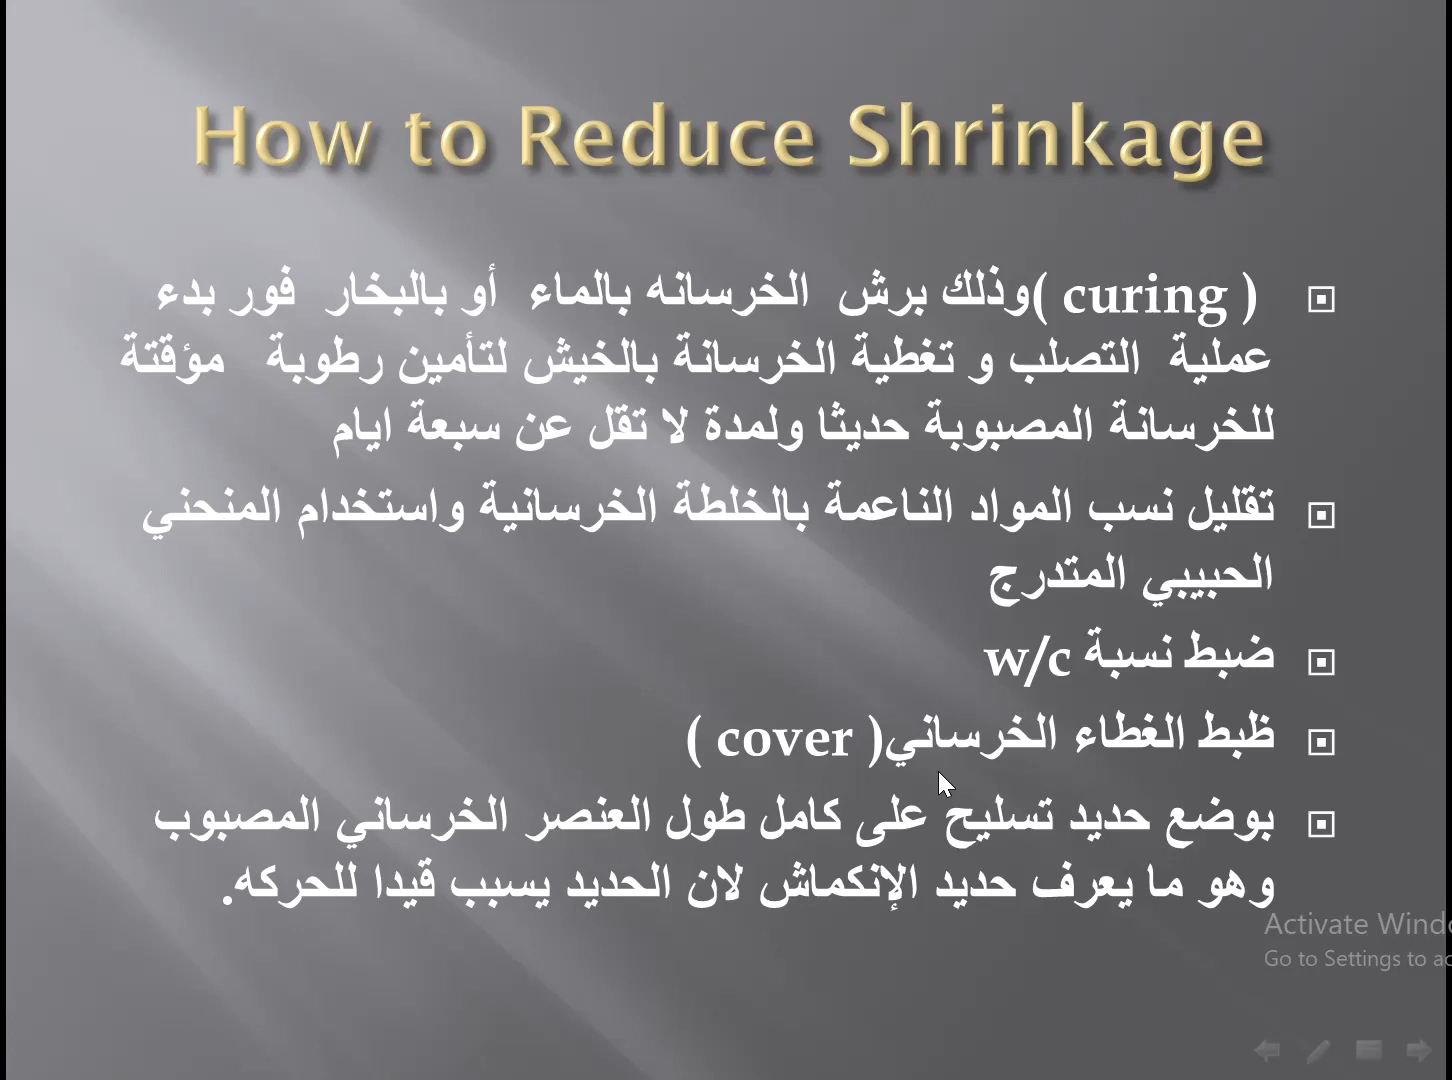 How to Reduce Shrinkage
( curing )وذلك برش الخرسانه بالماء أو بالبخار فور بدء
عملية التصلب و تغطية الخرسانة بالخيش لتأمين رطوبة مؤقتة
للخرسانة المصبوبة حديثا ولمدة لا تقل عن سبعة ايام
تقليل نسب المواد الناعمة بالخلطة الخرسانية واستخدام المنحني
الحبيبي المتدرج
ضبط نسبة w/c
ظبط الغطاء الخرساني( cover )
بوضع حديد تسليح على كامل طول العنصر الخرساني المصبوب
وهو ما يعرف حديد الإنكماش لان الحديد يسبب قيدا للحركه.
Activate Windo
Go to Settings to ac